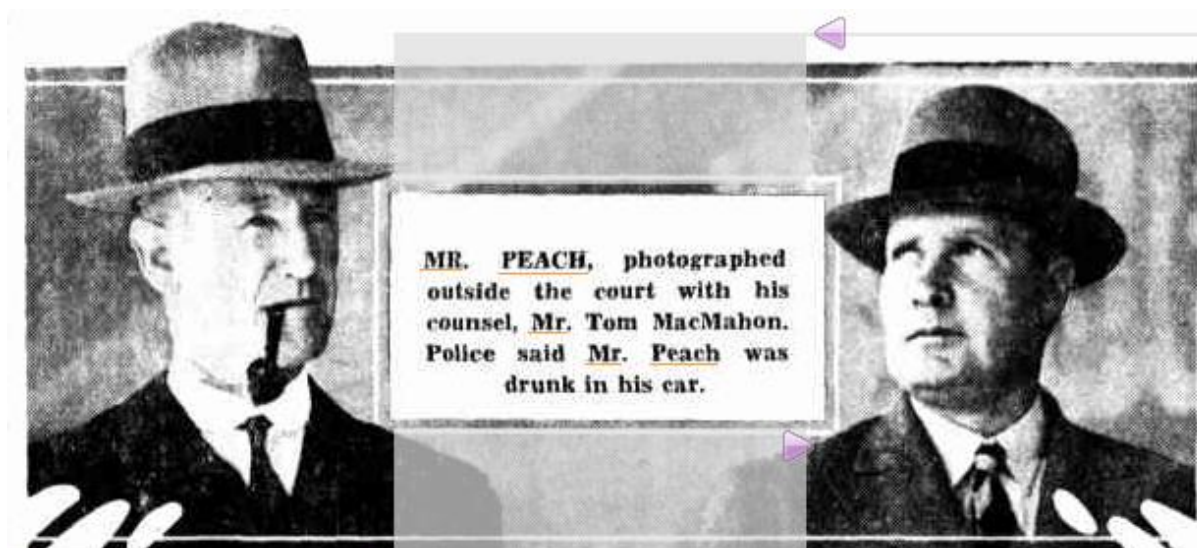 MR. PEACH, photographed
outside the court with his
counsel, Mr. Tom MacMahon.
Police said Mr. Peach was
drunk in his car.